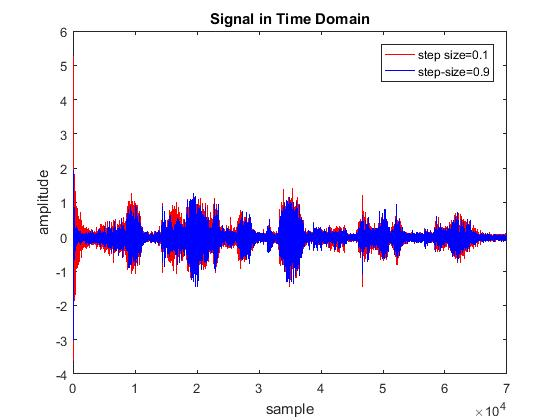 Signal in Time Domain
step size=0.1
step-size=0.9
amplitude
6
5
4
3
2
1
0
-1
-2
-3
-4
0 1 2 3 4 5 6 7
×10^4
sample